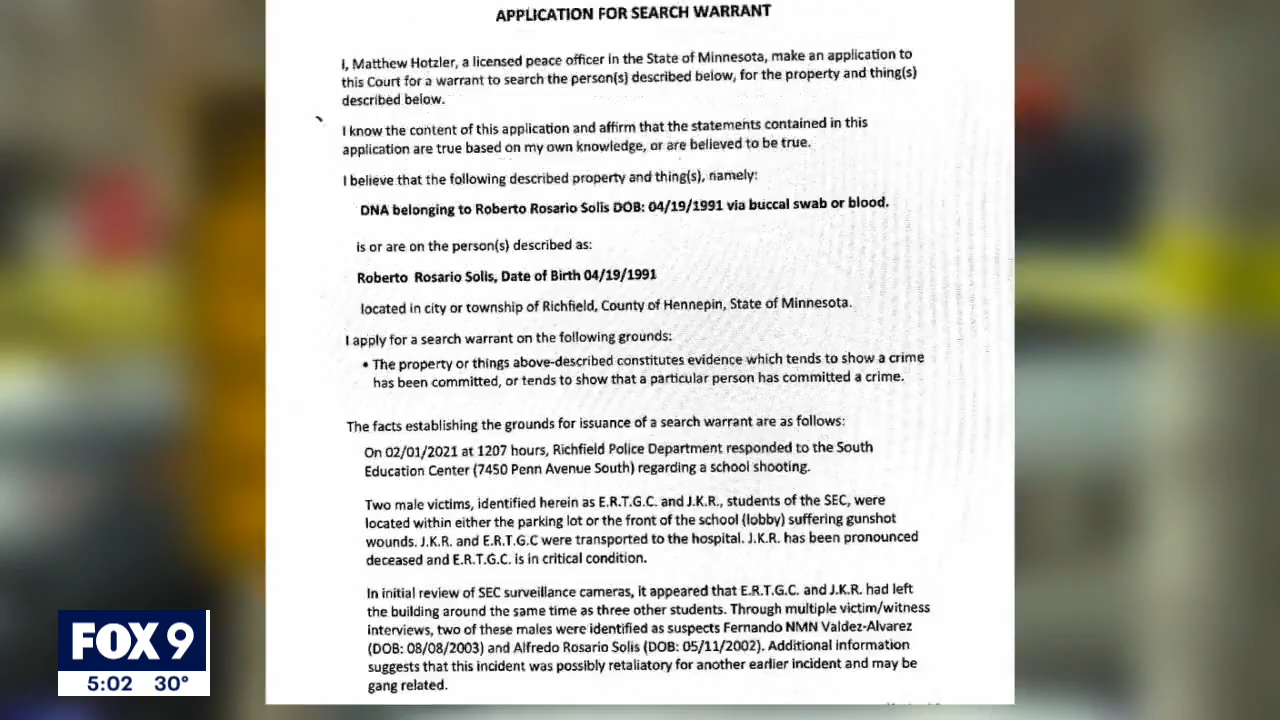 APPLICATION FOR SEARCH WARRANT
I, Matthew Hotzler, a licensed peace officer in the State of Minnesota, make an application to
this Court for a warrant to search the person(s) described below, for the property and thing(s)
described below.
I know the content of this application and affirm that the statements contained in this
application are true based on my own knowledge, or are believed to be true.
I believe that the following described property and thing(s), namely:
DNA belonging to Roberto Rosario Solis DOB: 04/19/1991 via buccal swab or blood.
is or are on the person(s) described as:
Roberto Rosario Solis, Date of Birth 04/19/1991
located in city or township of Richfield, County of Hennepin, State of Minnesota.
I apply for a search warrant on the following grounds:
• The property or things above-described constitutes evidence which tends to show a crime
has been committed, or tends to show that a particular person has committed a crime.
The facts establishing the grounds for issuance of a search warrant are as follows:
On 02/01/2021 at 1207 hours, Richfield Police Department responded to the South
Education Center (7450 Penn Avenue South) regarding a school shooting.
Two male victims, identified herein as E.R.T.G.C. and J.K.R., students of the SEC, were
located within either the parking lot or the front of the school (lobby) suffering gunshot
wounds. J.K.R. and E.R.T.G.C were transported to the hospital. J.K.R. has been pronounced
deceased and E.R.T.G.C. is in critical condition.
In initial review of SEC surveillance cameras, it appeared that E.R.T.G.C. and J.K.R. had left
the building around the same time as three other students. Through multiple victim/witness
interviews, two of these males were identified as suspects Fernando NMN Valdez-Alvarez
(DOB: 08/08/2003) and Alfredo Rosario Solis (DOB: 05/11/2002). Additional information
suggests that this incident was possibly retaliatory for another earlier incident and may be
gang related.
FOX 9
5:02 30°